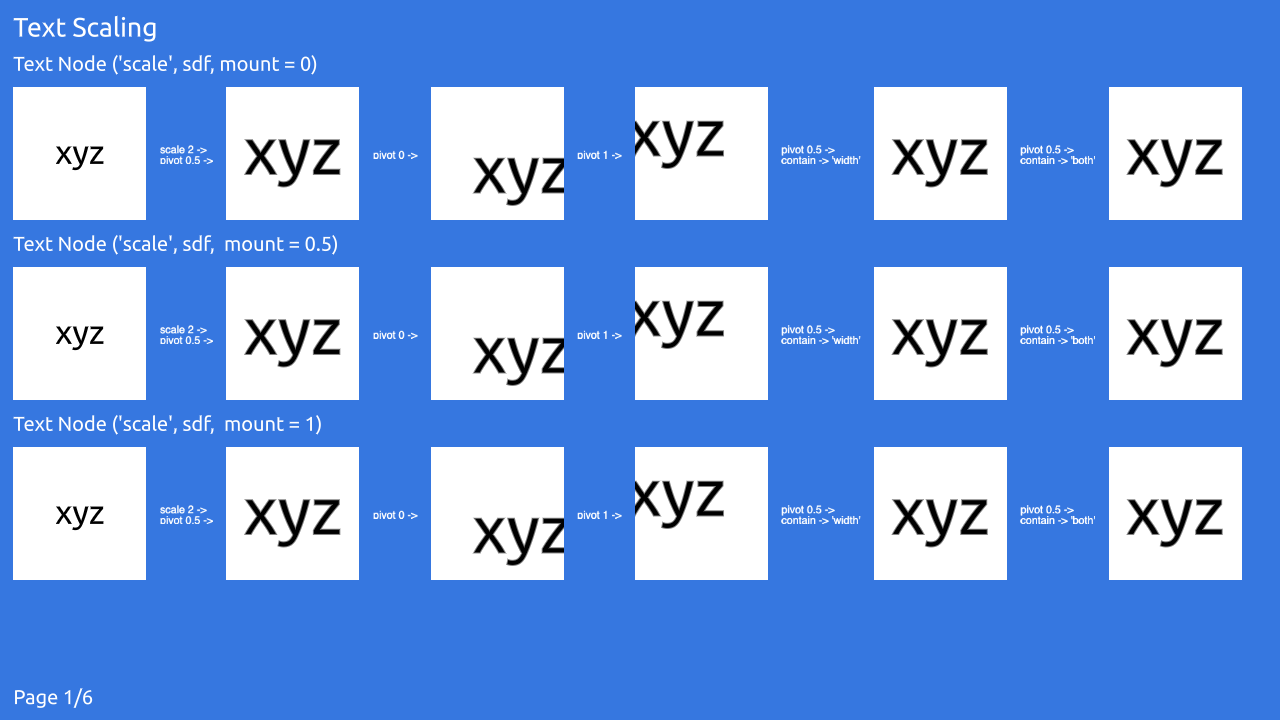 Text Scaling
Text Node ('scale', sdf, mount = 0)
xyz
scale 2 ->
pivot 0.5 ->
xyz
pivot 0 ->
xyz
pivot 1 ->
xyz
pivot 0.5 ->
contain -> 'width'
xyz
pivot 0.5 ->
contain -> 'both'
xyz
Text Node ('scale', sdf,  mount = 0.5)
xyz
scale 2 ->
pivot 0.5 ->
xyz
pivot 0 ->
xyz
pivot 1 ->
xyz
pivot 0.5 ->
contain -> 'width'
xyz
pivot 0.5 ->
contain -> 'both'
xyz
Text Node ('scale', sdf,  mount = 1)
xyz
scale 2 ->
pivot 0.5 ->
xyz
pivot 0 ->
xyz
pivot 1 ->
xyz
pivot 0.5 ->
contain -> 'width'
xyz
pivot 0.5 ->
contain -> 'both'
xyz
Page 1/6